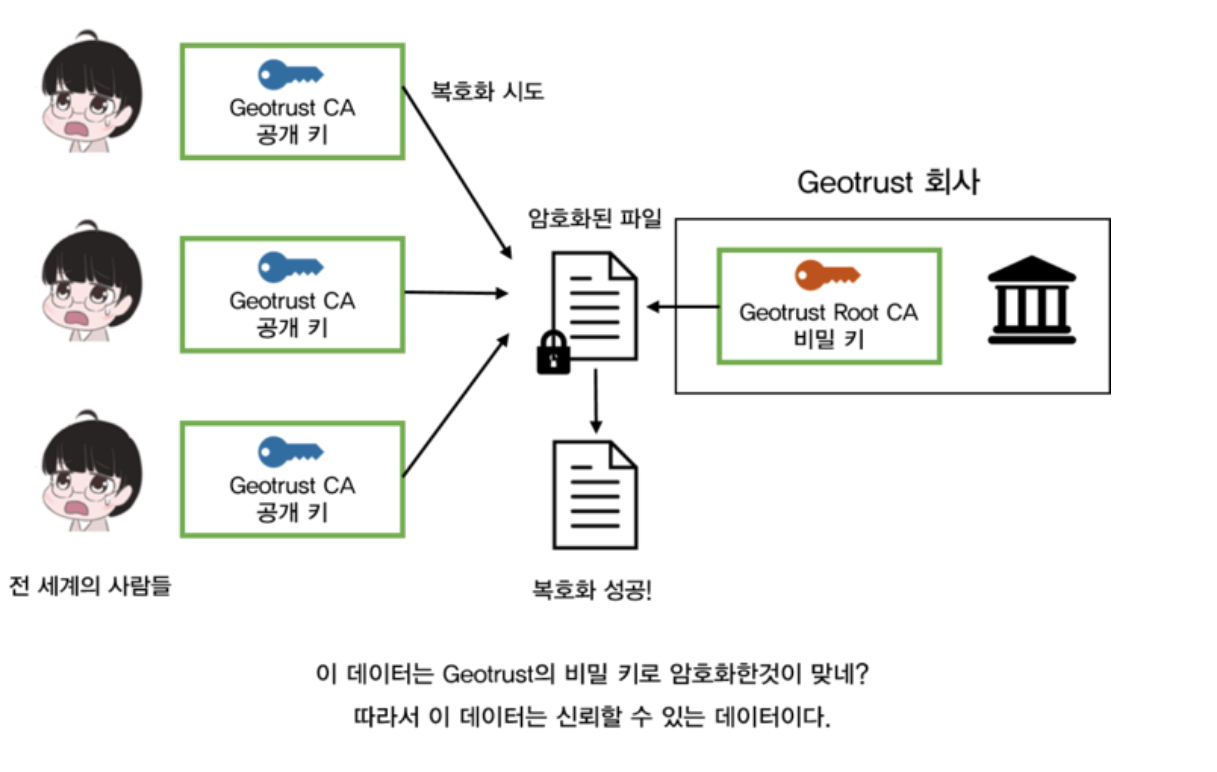 Geotrust CA
공개 키
복호화 시도
Geotrust 회사
암호화된 파일
Geotrust CA
공개 키
Geotrust Root CA
비밀 키
Geotrust CA
공개 키
전 세계의 사람들
복호화 성공!
이 데이터는 Geotrust의 비밀 키로 암호화한것이 맞네?
따라서 이 데이터는 신뢰할 수 있는 데이터이다.